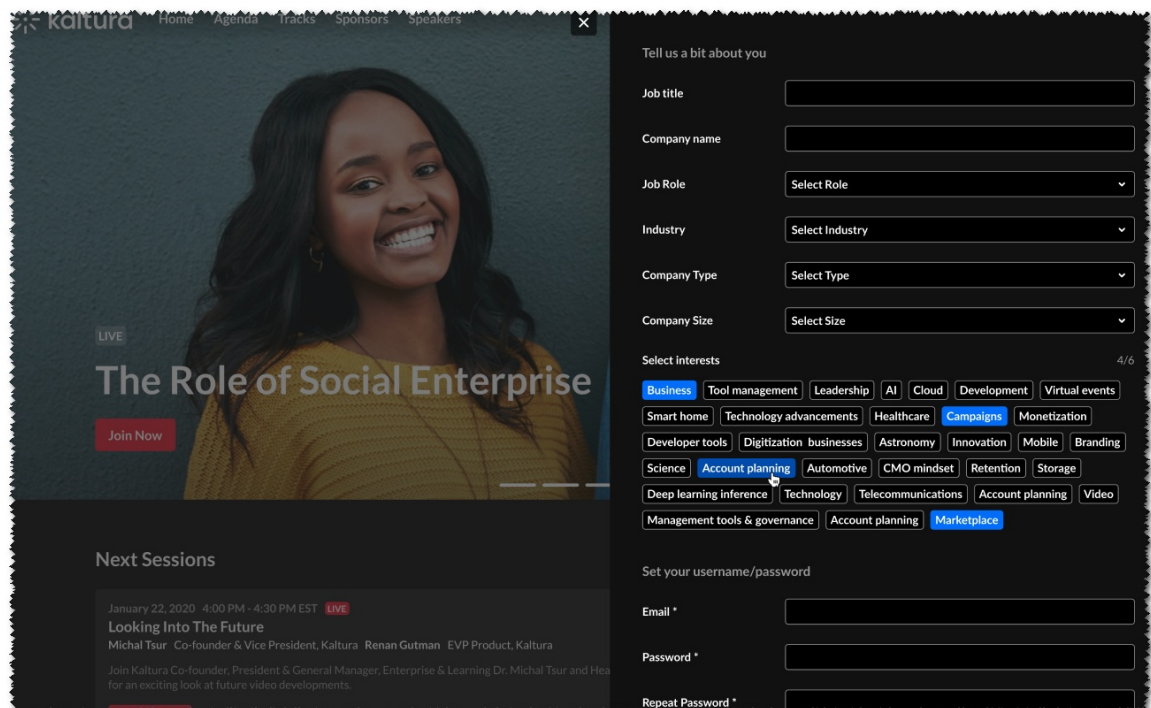 kaltura Home Agenda Tracks Sponsors Speakers
LIVE
The Role of Social Enterprise
Join Now
Next Sessions
January 22, 2020 4:00 PM - 4:30 PM EST LIVE
Looking Into The Future
Michal Tsur Co-founder & Vice President, Kaltura Renan Gutman EVP Product, Kaltura
Join Kaltura Co-founder, President & General Manager, Enterprise & Learning Dr. Michal Tsur and Hea
for an exciting look at future video developments.
Tell us a bit about you
Job title
Company name
Job Role Select Role
Industry Select Industry
Company Type Select Type
Company Size Select Size
Select interests 4/6
Business Tool management Leadership AI Cloud Development Virtual events
Smart home Technology advancements Healthcare Campaigns Monetization
Developer tools Digitization businesses Astronomy Innovation Mobile Branding
Science Account planning Automotive CMO mindset Retention Storage
Deep learning inference Technology Telecommunications Account planning Video
Management tools & governance Account planning Marketplace
Set your username/password
Email *
Password *
Repeat Password *